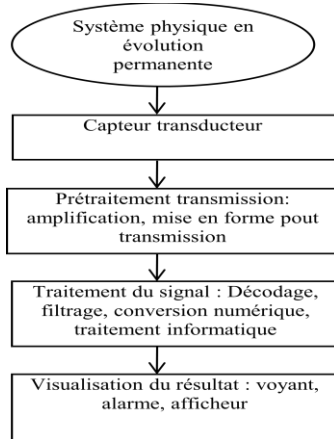 Système physique en
évolution
permanente
Capteur transducteur
Prétraitement transmission:
amplification, mise en forme pout
transmission
Traitement du signal : Décodage,
filtrage, conversion numérique,
traitement informatique
Visualisation du résultat : voyant,
alarme, afficheur